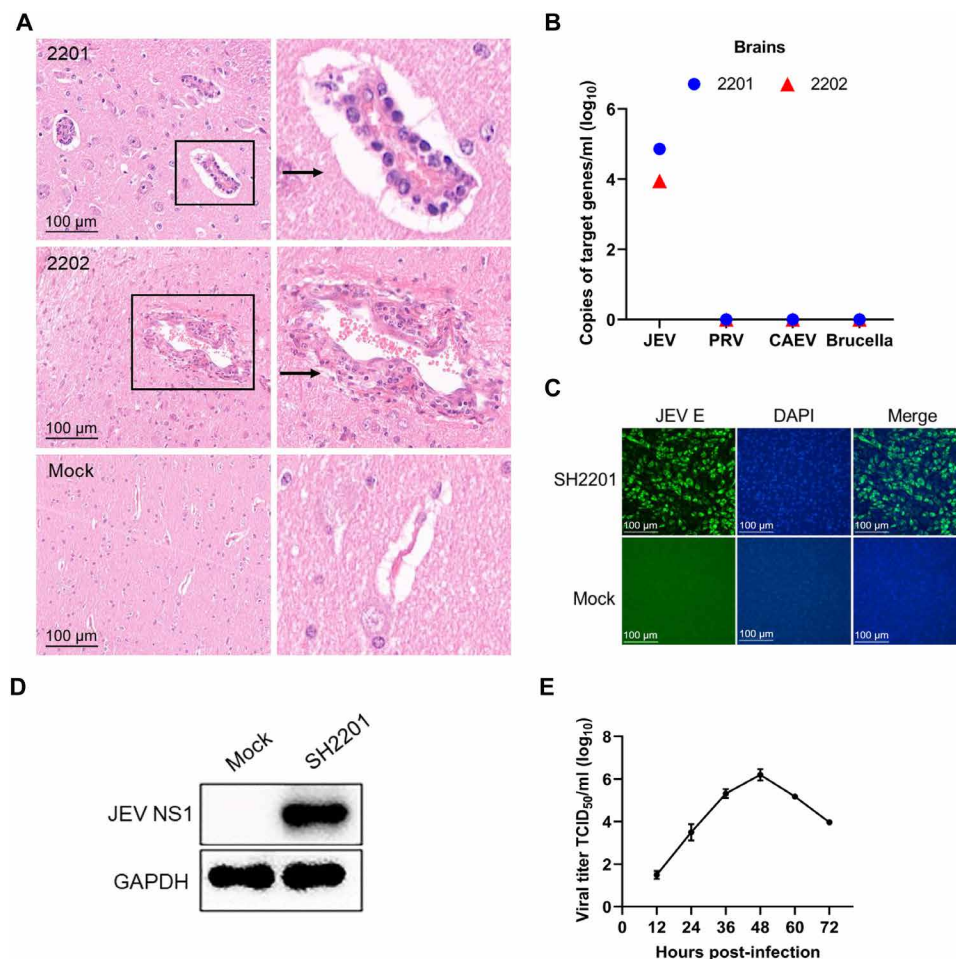 A
2201
100 μm
2202
100 μm
Mock
100 μm
B
Brains
2201 2202
Copies of target genes/ml (log10)
6
4
2
0
JEV PRV CAEV Brucella
C
JEV E DAPI Merge
SH2201
100 μm 100 μm 100 μm
Mock
100 μm 100 μm 100 μm
D
Mock SH2201
JEV NS1
GAPDH
E
Viral titer TCID50/ml (log10)
8
6
4
2
0
0 12 24 36 48 60 72
Hours post-infection